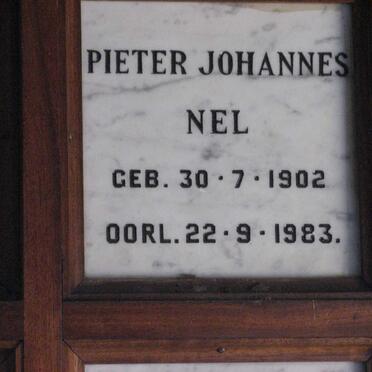 PIETER JOHANNES
NEL
GEB. 30·7·1902
OORL. 22·9·1983.